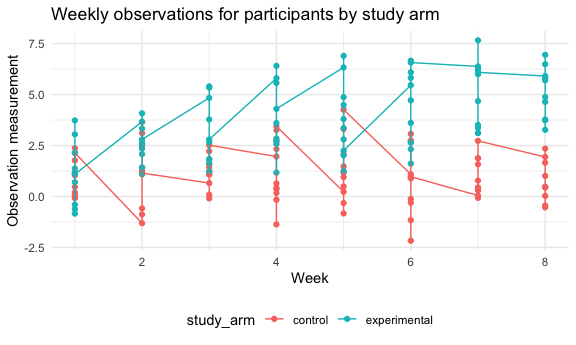 Weekly observations for participants by study arm
Observation measurement
7.5
5.0
2.5
0.0
-2.5
2 4 6 8
Week
study_arm control experimental